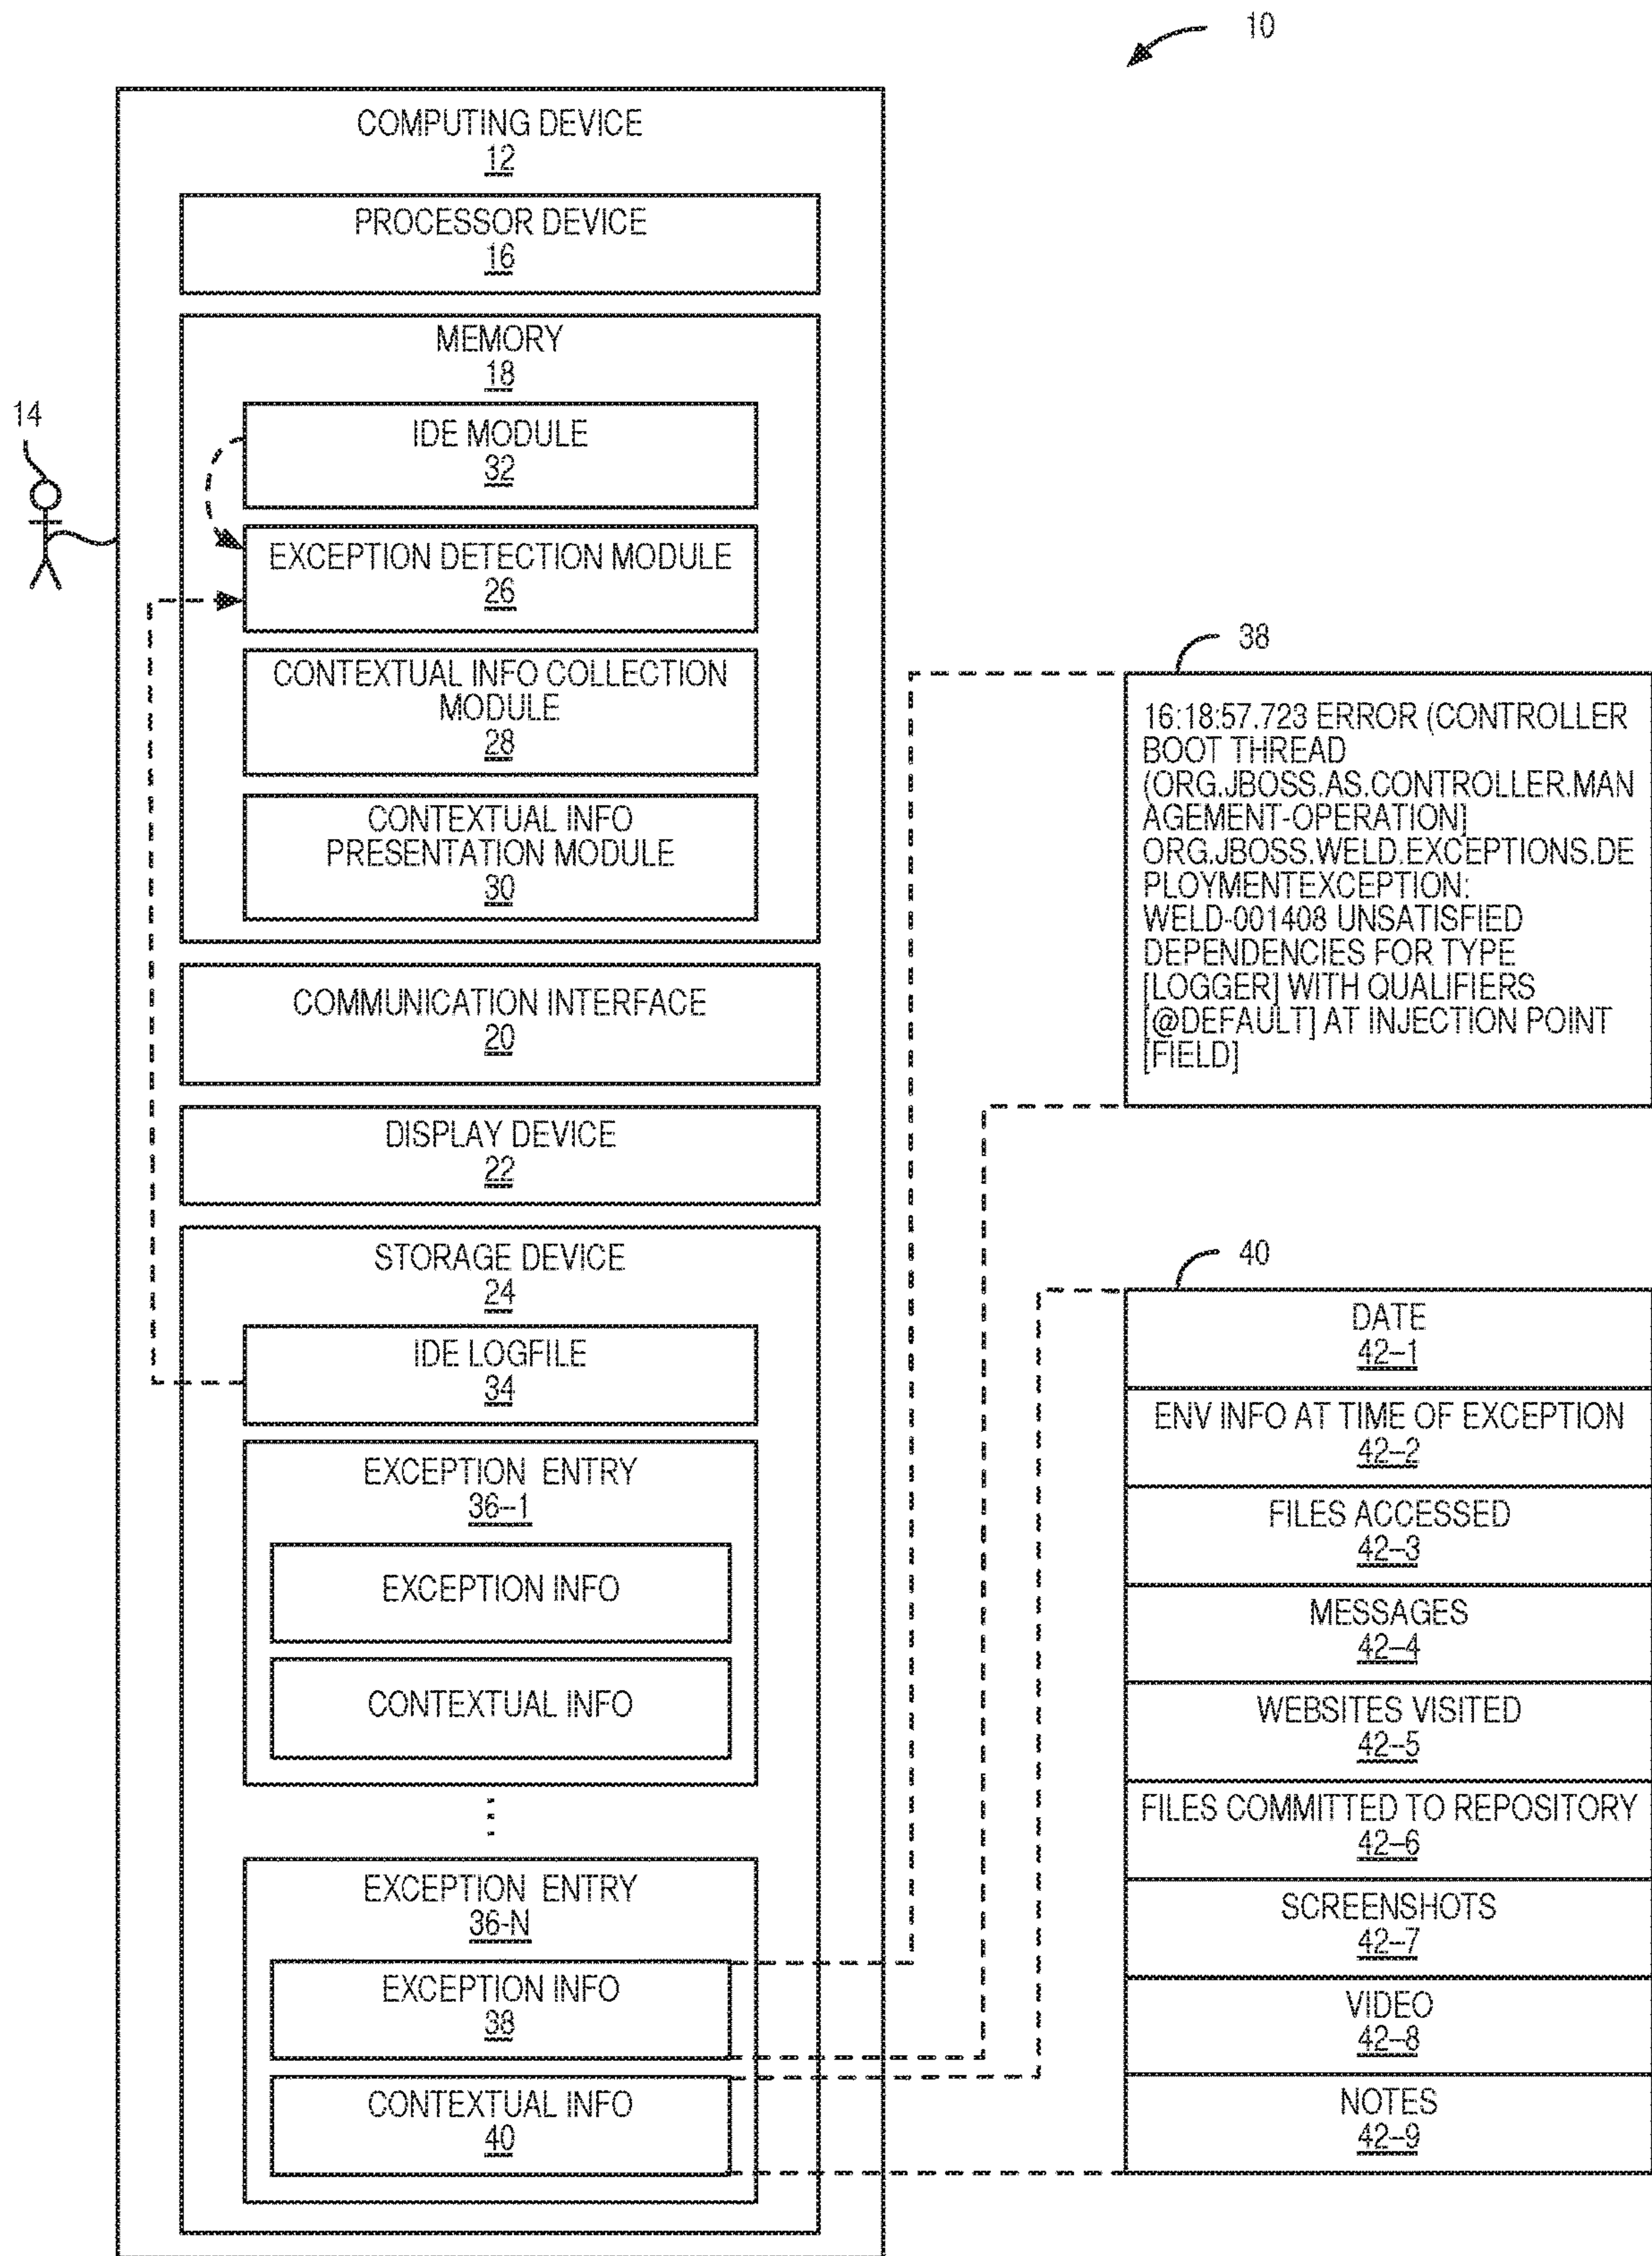 10
COMPUTING DEVICE
12
PROCESSOR DEVICE
16
MEMORY
18
14
IDE MODULE
32
EXCEPTION DETECTION MODULE
26
CONTEXTUAL INFO COLLECTION
MODULE
28
CONTEXTUAL INFO
PRESENTATION MODULE
30
COMMUNICATION INTERFACE
20
DISPLAY DEVICE
22
STORAGE DEVICE
24
IDE LOGFILE
34
EXCEPTION ENTRY
36-1
EXCEPTION INFO
CONTEXTUAL INFO
EXCEPTION ENTRY
36-N
EXCEPTION INFO
38
CONTEXTUAL INFO
40
38
16:18:57.723 ERROR (CONTROLLER
BOOT THREAD
(ORG.JBOSS.AS.CONTROLLER.MAN
AGEMENT-OPERATION]
ORG.JBOSS.WELD.EXCEPTIONS.DE
PLOYMENTEXCEPTION:
WELD-001408 UNSATISFIED
DEPENDENCIES FOR TYPE
[LOGGER] WITH QUALIFIERS
[@DEFAULT] AT INJECTION POINT
[FIELD]
40
DATE
42-1
ENV INFO AT TIME OF EXCEPTION
42-2
FILES ACCESSED
42-3
MESSAGES
42-4
WEBSITES VISITED
42-5
FILES COMMITTED TO REPOSITORY
42-6
SCREENSHOTS
42-7
VIDEO
42-8
NOTES
42-9